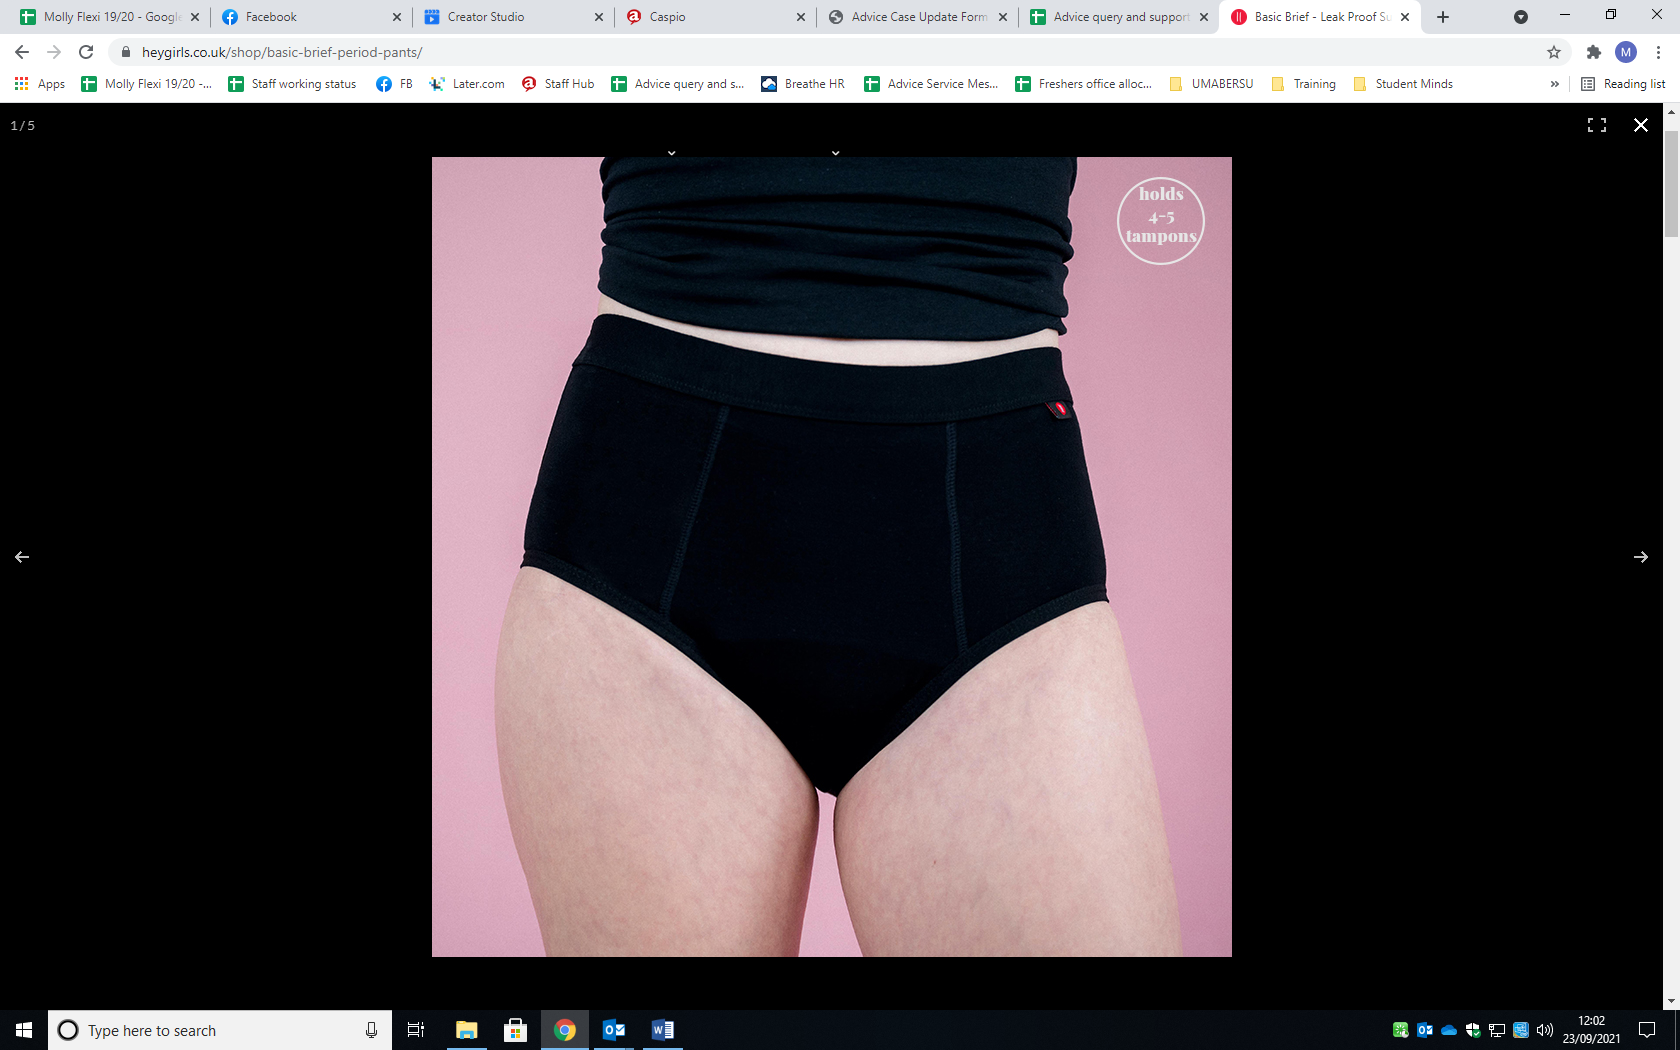 Molly Flexi 19/20 - Google
Facebook
Creator Studio
Caspio
Advice Case Update Form
Advice query and support
Basic Brief - Leak Proof Su
heygirls.co.uk/shop/basic-brief-period-pants/
M
Apps
Molly Flexi 19/20 -...
Staff working status
FB
Later.com
Staff Hub
Advice query and s...
Breathe HR
Advice Service Mes...
Freshers office alloc...
UMABERSU
Training
Student Minds
»
Reading list
1 / 5
holds
4-5
tampons
Type here to search
12:02
23/09/2021